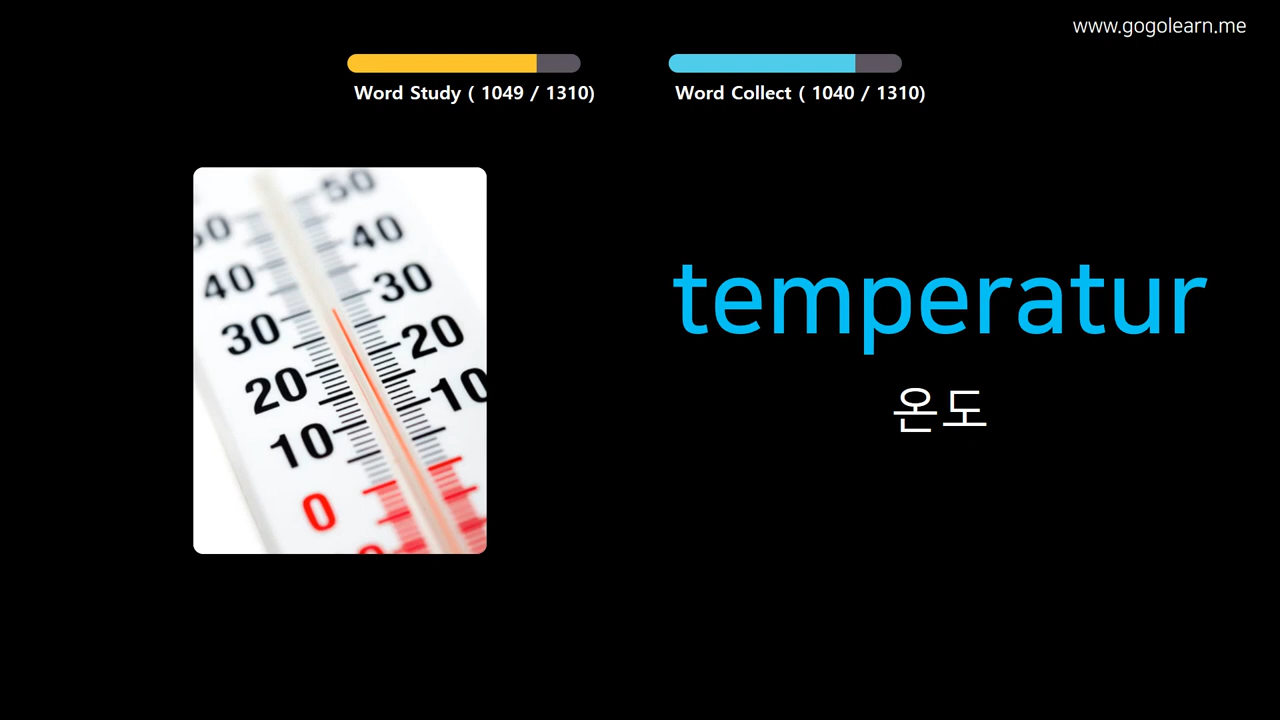 www.gogolearn.me
Word Study ( 1049 / 1310)
Word Collect ( 1040 / 1310)
50
50
40
40
30
30
20
20
10
10
0
temperatur
온도